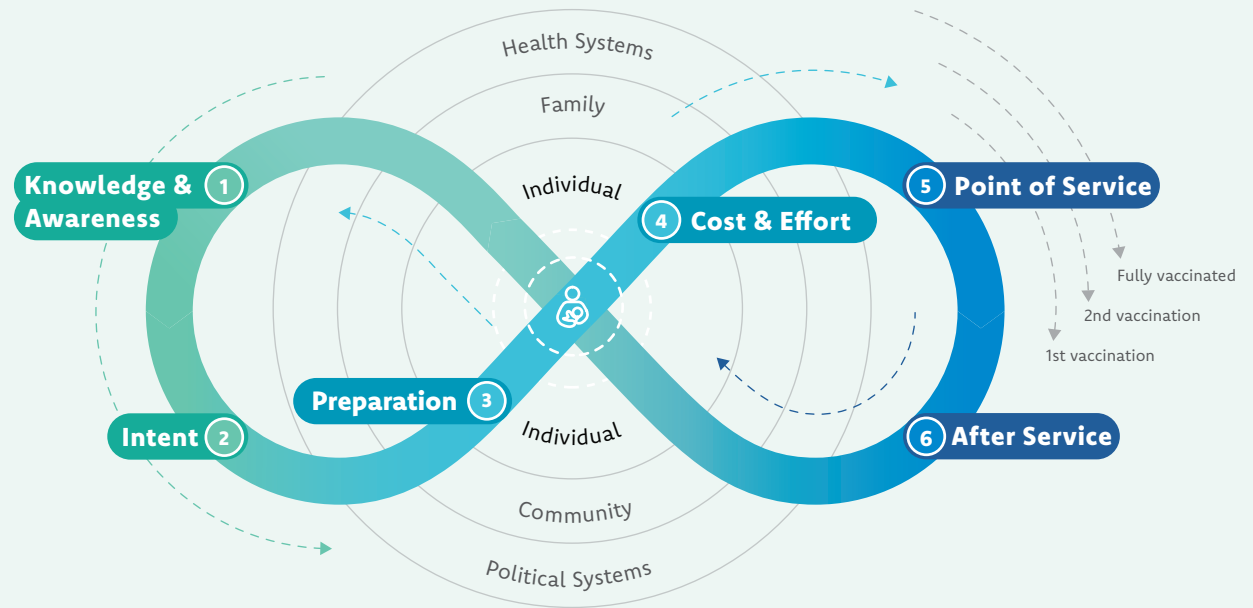 Health Systems
Family
Individual
Knowledge & 1
Awareness
4 Cost & Effort
5 Point of Service
Fully vaccinated
2nd vaccination
1st vaccination
Preparation 3
Intent 2
Individual
6 After Service
Community
Political Systems